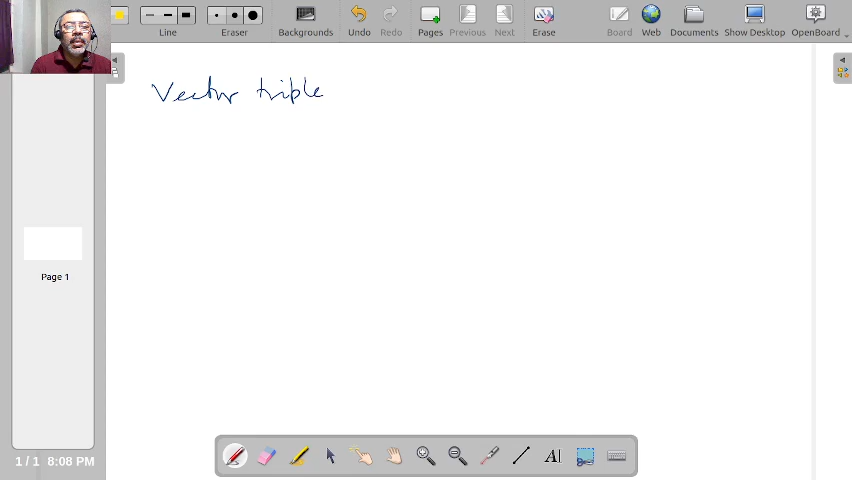 Line
Eraser
Backgrounds
Undo
Redo
Pages
Previous
Next
Erase
Board
Web
Documents
Show Desktop
OpenBoard
Vector triple
Page 1
1 / 1 8:08 PM
AI